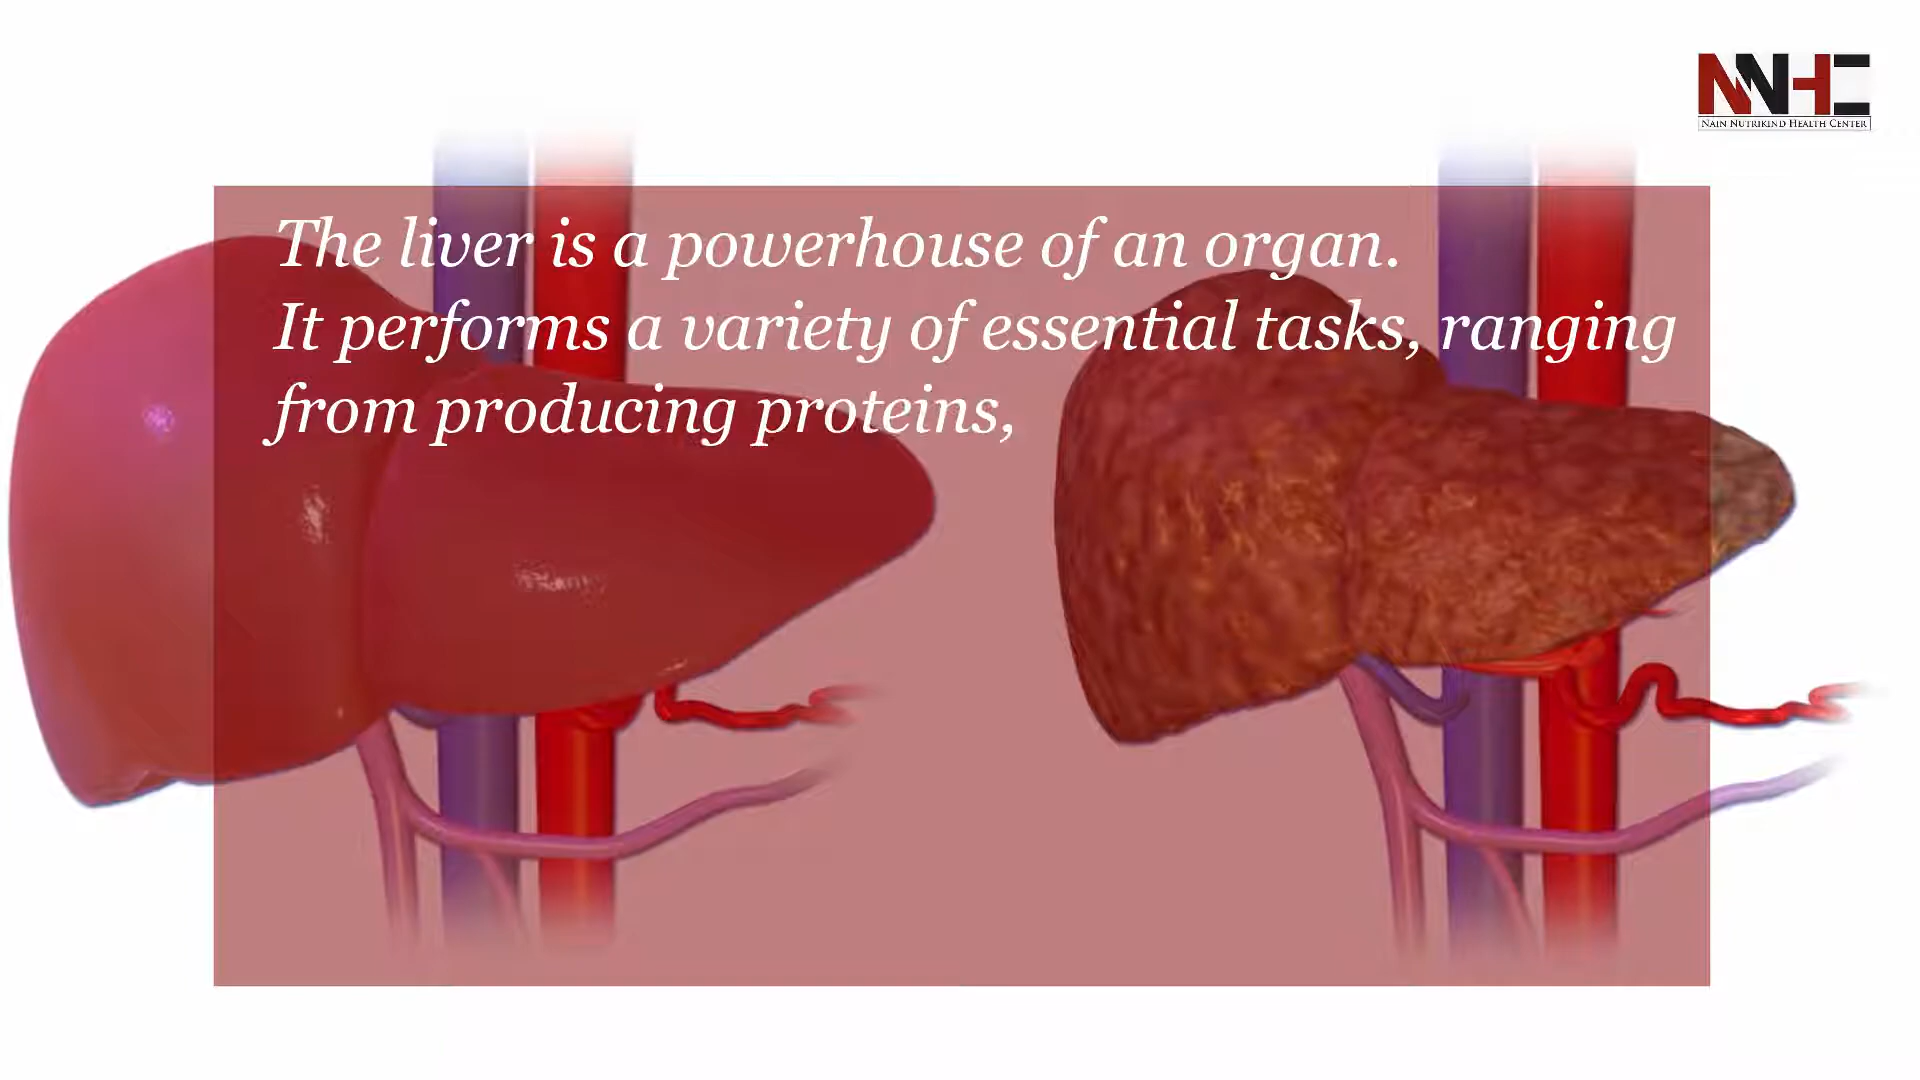 NNHC
NAIN NUTRIKIND HEALTH CENTER
The liver is a powerhouse of an organ.
It performs a variety of essential tasks, ranging
from producing proteins,